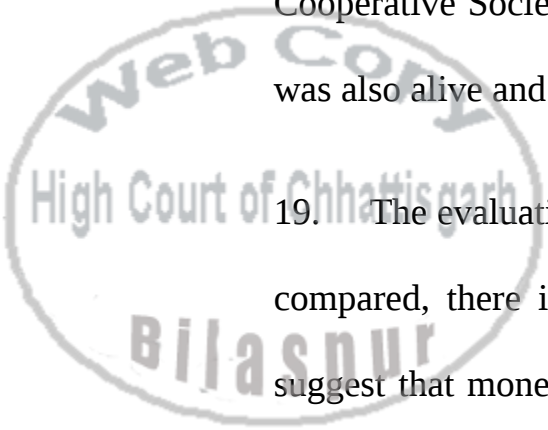 Cooperative Socie
Web Copy
was also alive and
High Court of Chhattisgarh
19. The evaluati
compared, there i
Bilaspur
suggest that mone